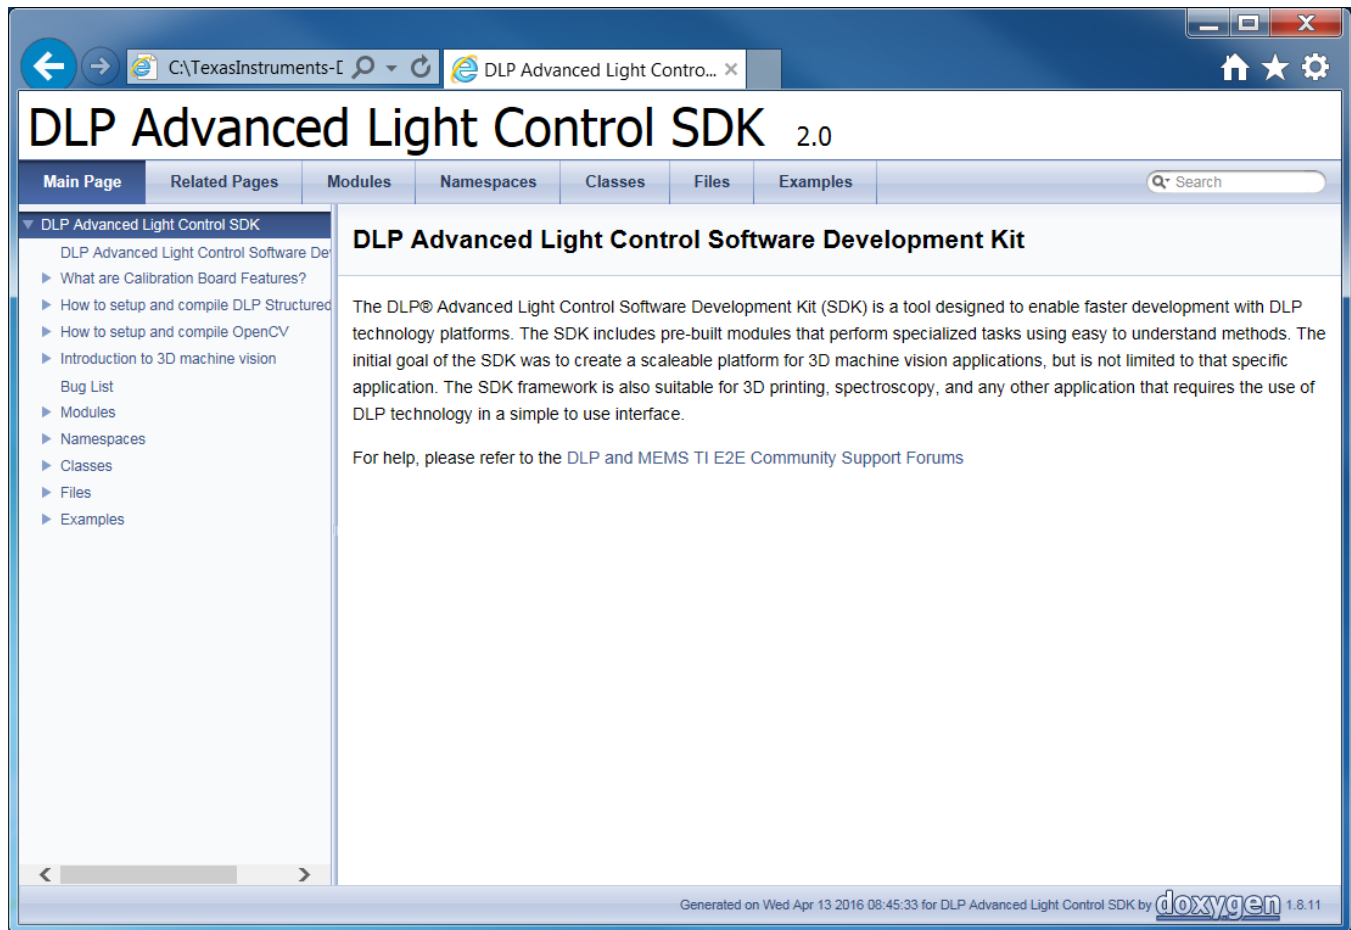 C:\TexasInstruments-D
DLP Advanced Light Contro...
DLP Advanced Light Control SDK 2.0
Main Page Related Pages Modules Namespaces Classes Files Examples Search
DLP Advanced Light Control SDK
DLP Advanced Light Control Software De
What are Calibration Board Features?
How to setup and compile DLP Structured
How to setup and compile OpenCV
Introduction to 3D machine vision
Bug List
Modules
Namespaces
Classes
Files
Examples
DLP Advanced Light Control Software Development Kit
The DLP® Advanced Light Control Software Development Kit (SDK) is a tool designed to enable faster development with DLP
technology platforms. The SDK includes pre-built modules that perform specialized tasks using easy to understand methods. The
initial goal of the SDK was to create a scaleable platform for 3D machine vision applications, but is not limited to that specific
application. The SDK framework is also suitable for 3D printing, spectroscopy, and any other application that requires the use of
DLP technology in a simple to use interface.
For help, please refer to the DLP and MEMS TI E2E Community Support Forums
Generated on Wed Apr 13 2016 08:45:33 for DLP Advanced Light Control SDK by doxygen 1.8.11